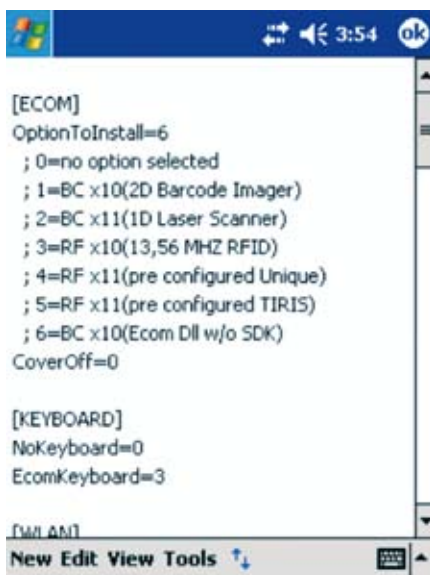 3:54 ok
[ECOM]
OptionToInstall=6
; 0=no option selected
; 1=BC x10(2D Barcode Imager)
; 2=BC x11(1D Laser Scanner)
; 3=RF x10(13,56 MHZ RFID)
; 4=RF x11(pre configured Unique)
; 5=RF x11(pre configured TIRIS)
; 6=BC x10(Ecom Dll w/o SDK)
CoverOff=0
[KEYBOARD]
NoKeyboard=0
EcomKeyboard=3
[WLAN]
New Edit View Tools